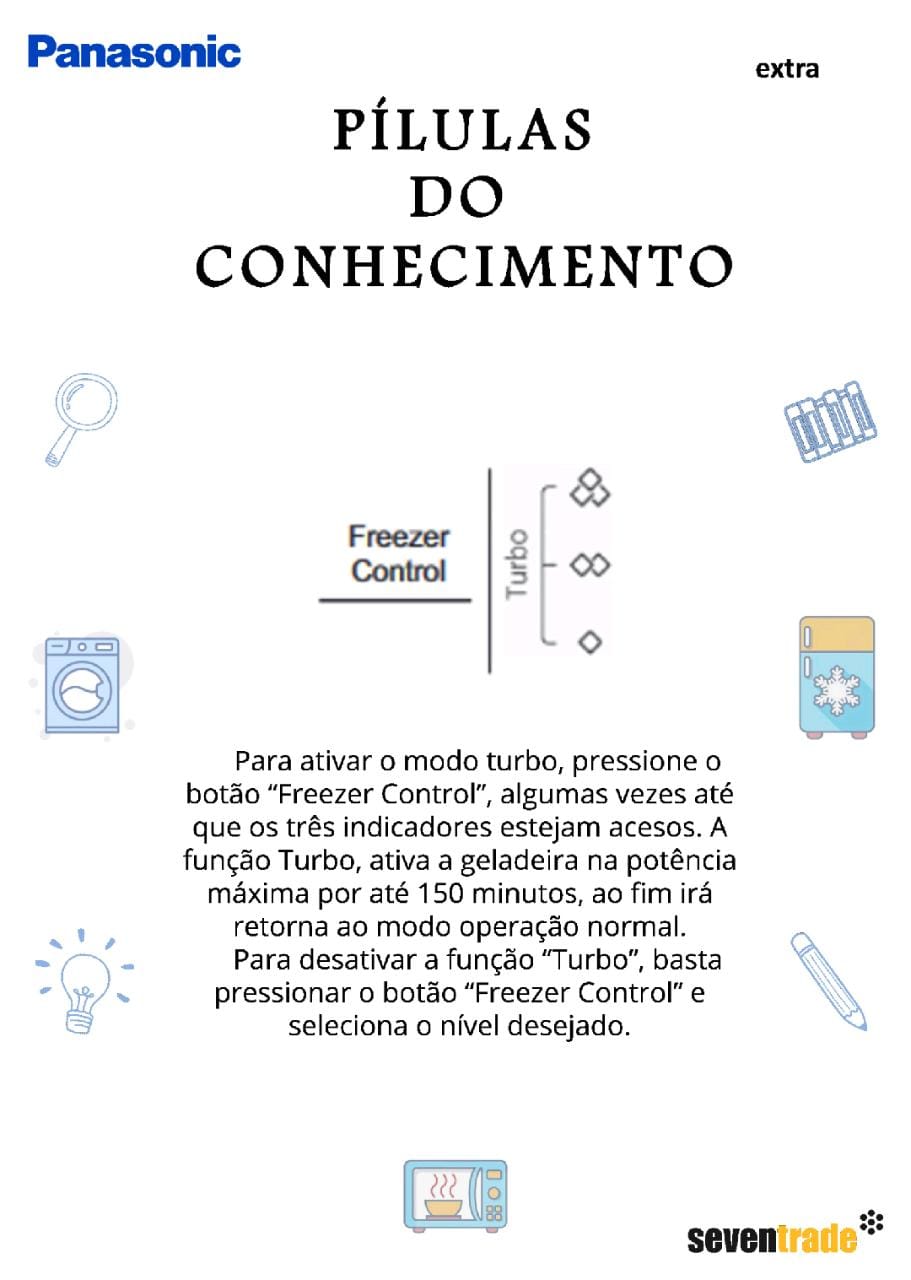 Panasonic
extra
PÍLULAS
DO
CONHECIMENTO
Freezer
Control
Turbo
Para ativar o modo turbo, pressione o
botão “Freezer Control”, algumas vezes até
que os três indicadores estejam acesos. A
função Turbo, ativa a geladeira na potência
máxima por até 150 minutos, ao fim irá
retorna ao modo operação normal.
Para desativar a função “Turbo”, basta
pressionar o botão “Freezer Control” e
seleciona o nível desejado.
seventrade